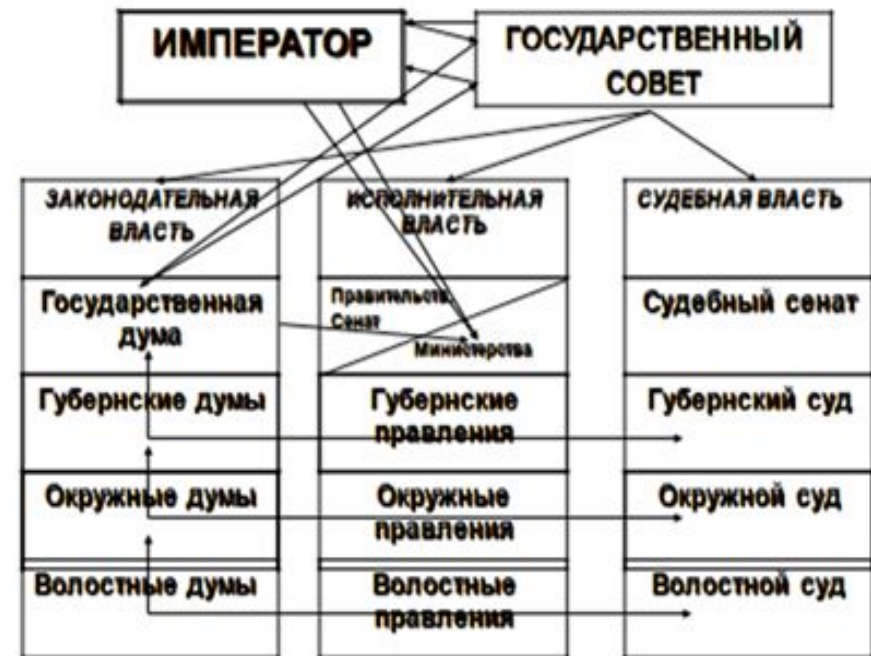 ИМПЕРАТОР
ГОСУДАРСТВЕННЫЙ
СОВЕТ
ЗАКОНОДАТЕЛЬНАЯ
ВЛАСТЬ
ИСПОЛНИТЕЛЬНАЯ
ВЛАСТЬ
СУДЕБНАЯ ВЛАСТЬ
Государственная
дума
Правительств.
Сенат
Министерства
Судебный сенат
Губернские думы
Губернские
правления
Губернский суд
Окружные думы
Окружные
правления
Окружной суд
Волостные думы
Волостные
правления
Волостной суд